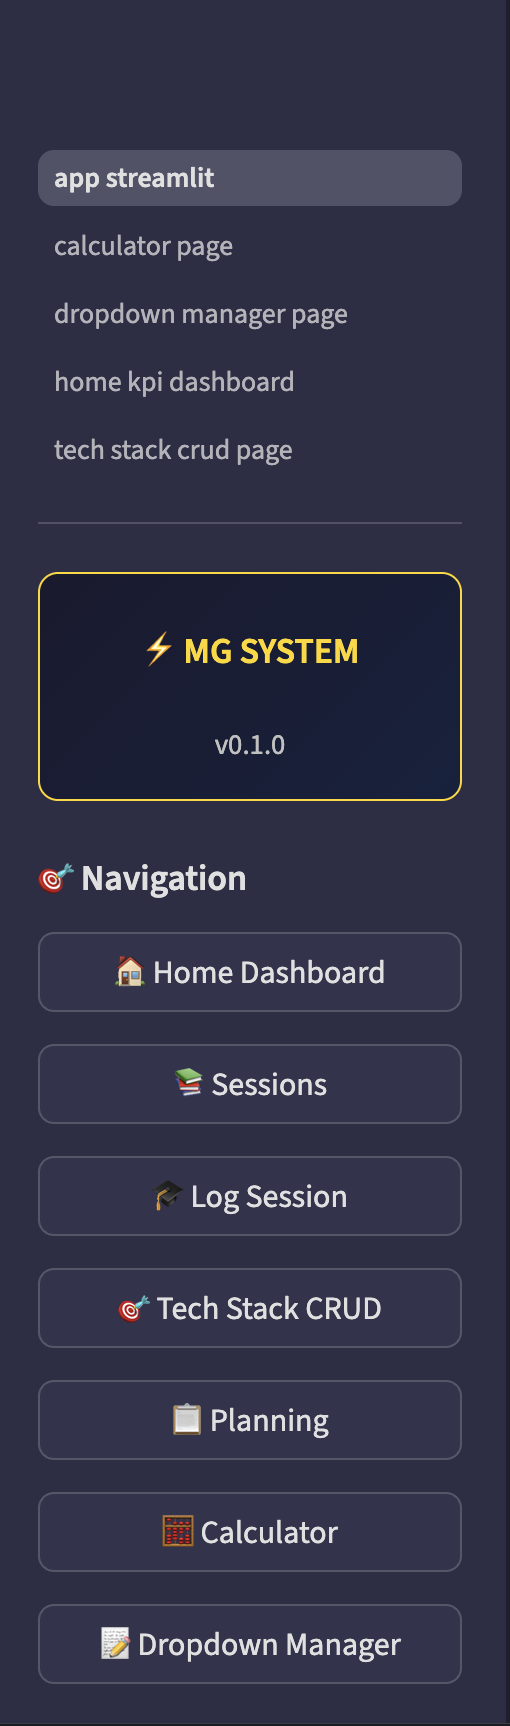 app streamlit
calculator page
dropdown manager page
home kpi dashboard
tech stack crud page
⚡ MG SYSTEM
v0.1.0
🎯 Navigation
🏠 Home Dashboard
📚 Sessions
🎓 Log Session
🎯 Tech Stack CRUD
📋 Planning
🧮 Calculator
📝 Dropdown Manager